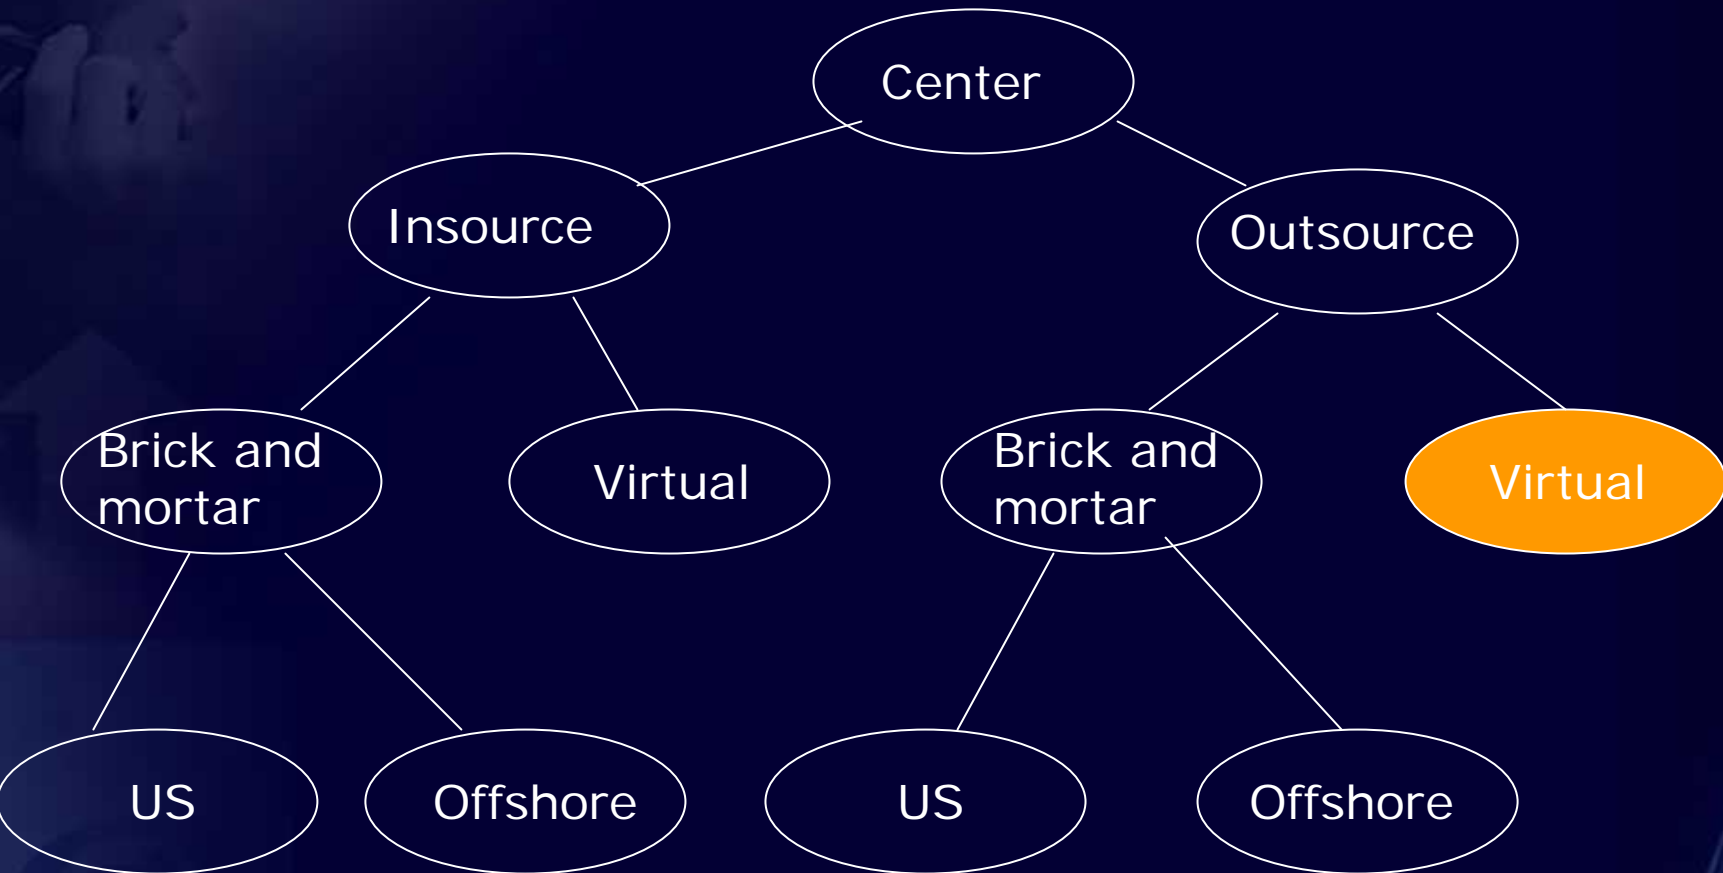 Center
Insource
Outsource
Brick and
mortar
Virtual
Brick and
mortar
Virtual
US
Offshore
US
Offshore